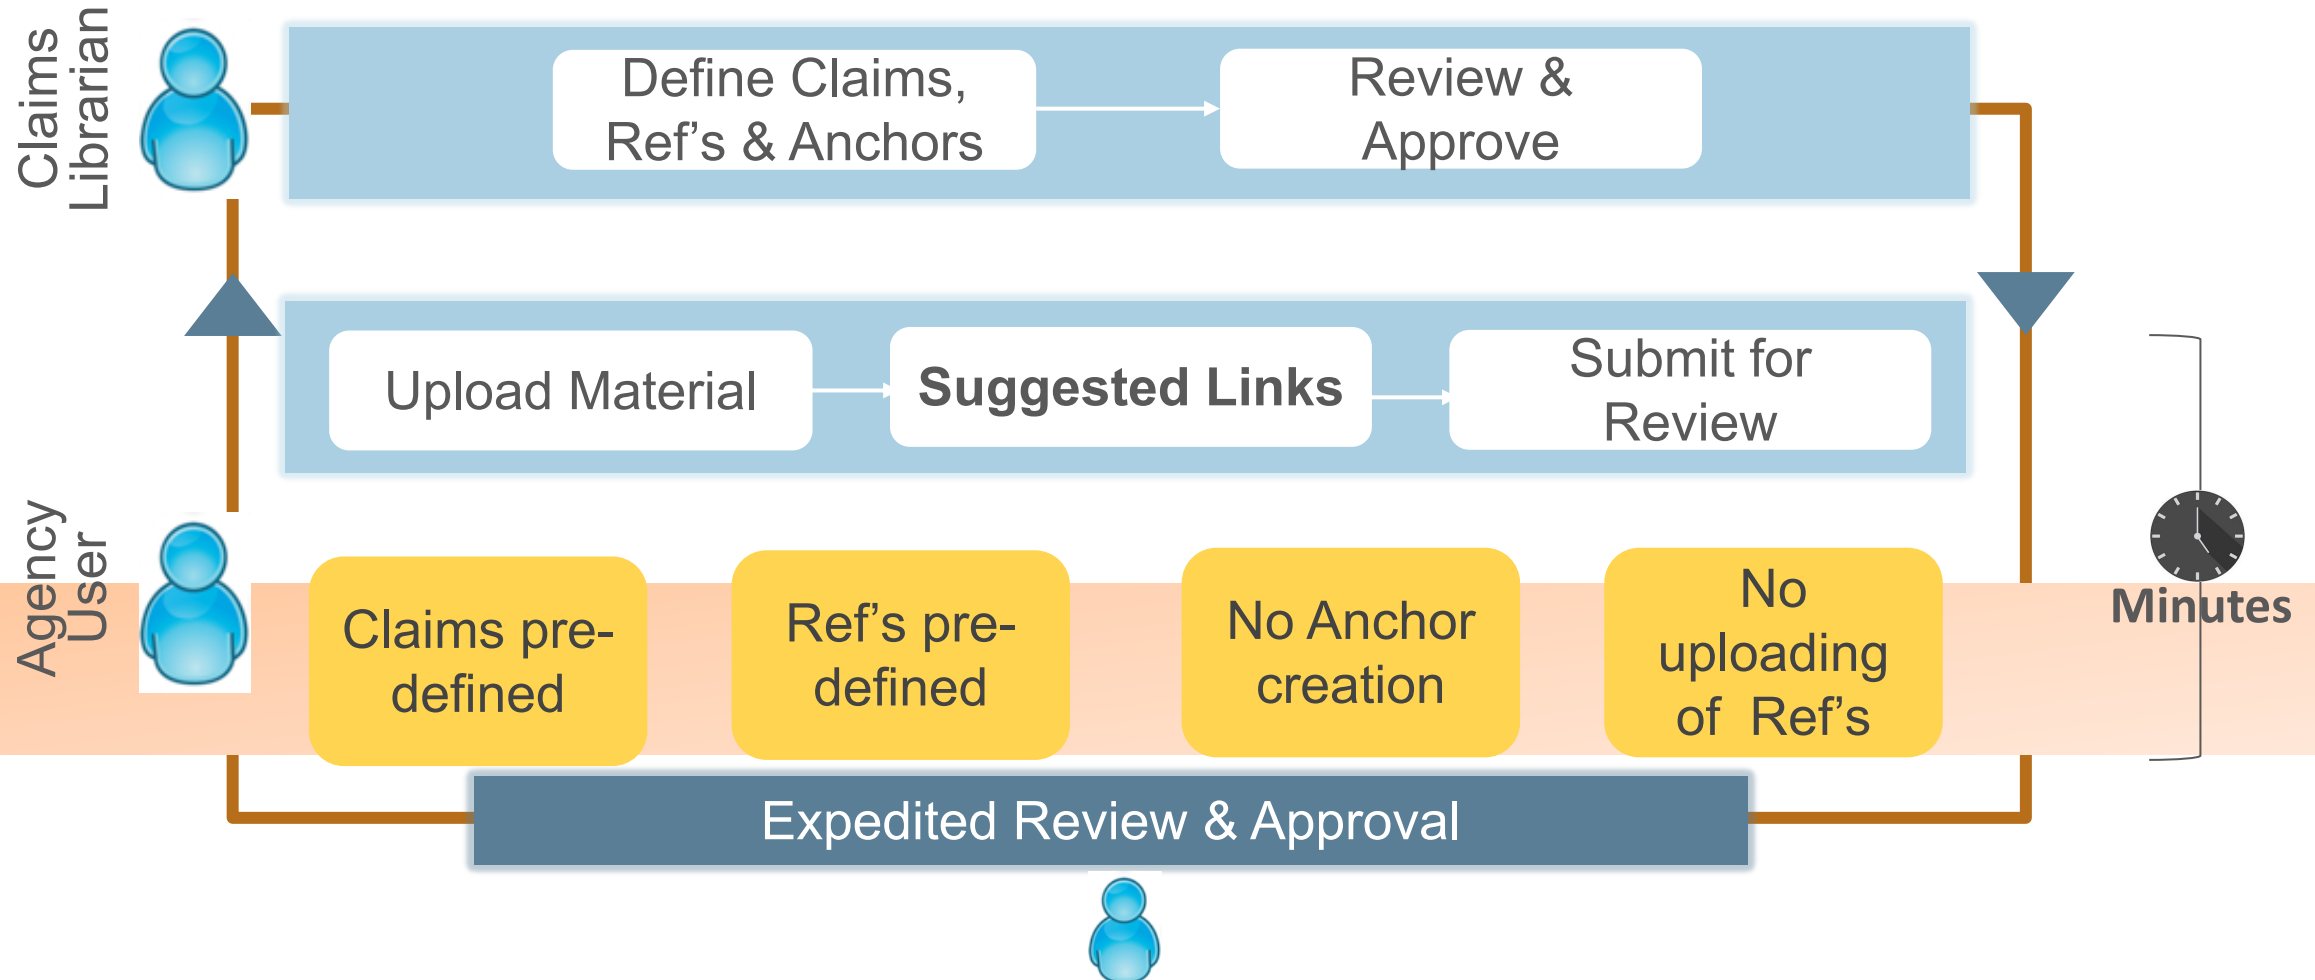 Claims
Librarian
Define Claims,
Ref’s & Anchors
Review &
Approve
Upload Material
Suggested Links
Submit for
Review
Agency
User
Claims pre-
defined
Ref’s pre-
defined
No Anchor
creation
No
uploading
of  Ref’s
Minutes
Expedited Review & Approval